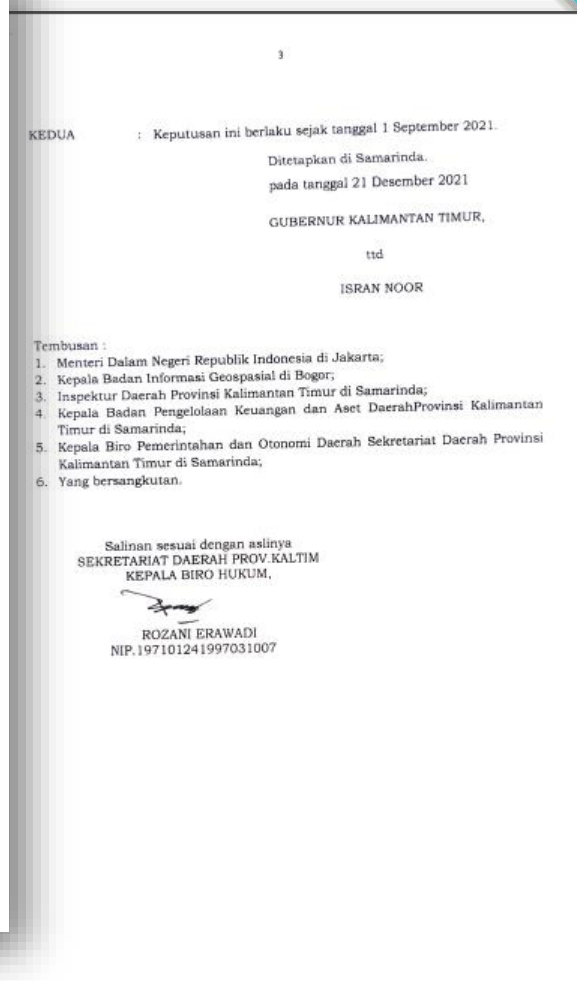 3
KEDUA : Keputusan ini berlaku sejak tanggal 1 September 2021.
Ditetapkan di Samarinda.
pada tanggal 21 Desember 2021
GUBERNUR KALIMANTAN TIMUR,
ttd
ISRAN NOOR
Tembusan :
1. Menteri Dalam Negeri Republik Indonesia di Jakarta;
2. Kepala Badan Informasi Geospasial di Bogor;
3. Inspektur Daerah Provinsi Kalimantan Timur di Samarinda;
4. Kepala Badan Pengelolaan Keuangan dan Aset DaerahProvinsi Kalimantan
Timur di Samarinda;
5. Kepala Biro Pemerintahan dan Otonomi Daerah Sekretariat Daerah Provinsi
Kalimantan Timur di Samarinda;
6. Yang bersangkutan.
Salinan sesuai dengan aslinya
SEKRETARIAT DAERAH PROV.KALTIM
KEPALA BIRO HUKUM,
ROZANI ERAWADI
NIP.197101241997031007